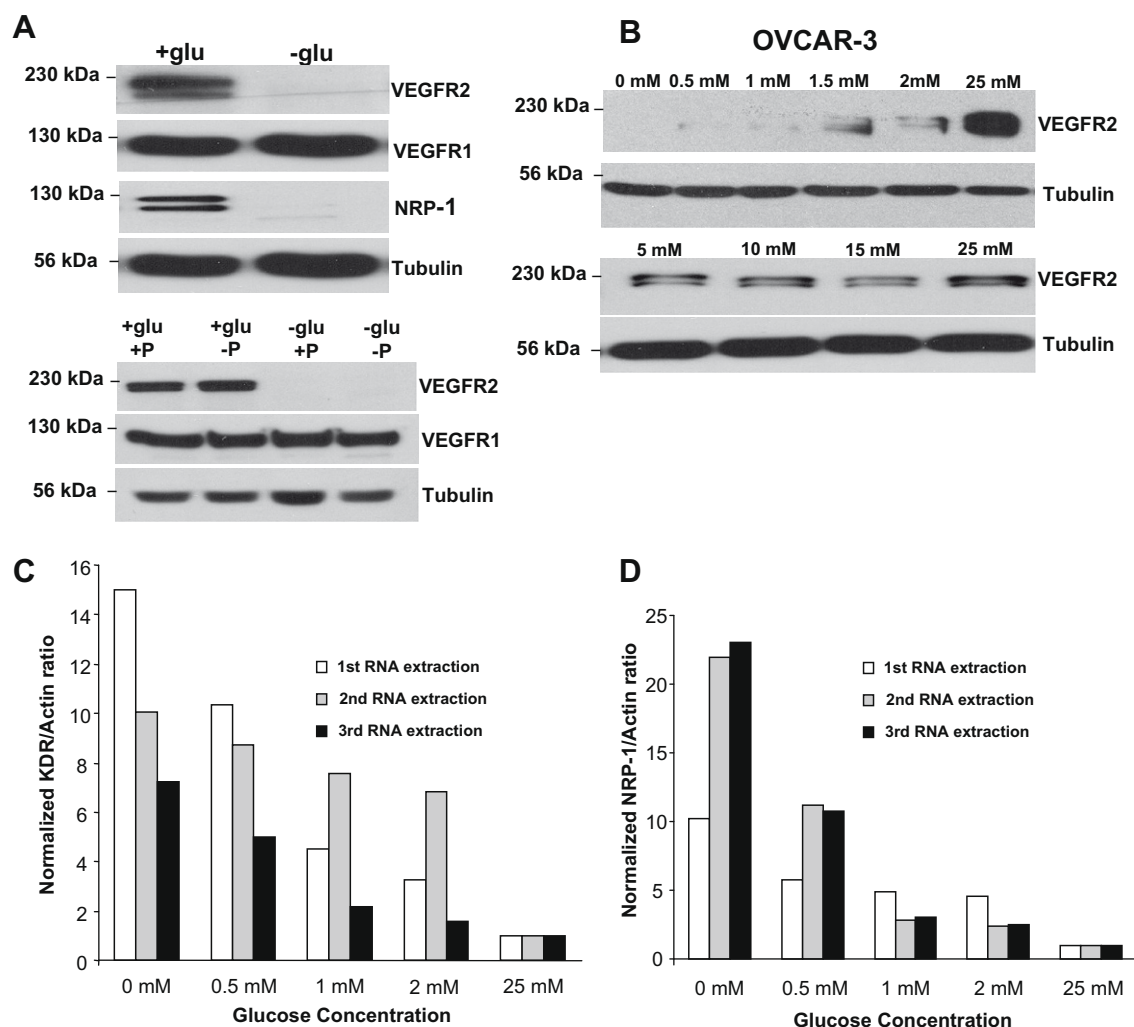 A
+glu -glu
230 kDa
VEGFR2
130 kDa
VEGFR1
130 kDa
NRP-1
56 kDa
Tubulin
+glu +glu -glu -glu
+P -P +P -P
230 kDa
VEGFR2
130 kDa
VEGFR1
56 kDa
Tubulin
B
OVCAR-3
0 mM 0.5 mM 1 mM 1.5 mM 2mM 25 mM
230 kDa
VEGFR2
56 kDa
Tubulin
5 mM 10 mM 15 mM 25 mM
230 kDa
VEGFR2
56 kDa
Tubulin
C
Normalized KDR/Actin ratio
16
14
12
10
8
6
4
2
0
1st RNA extraction
2nd RNA extraction
3rd RNA extraction
0 mM 0.5 mM 1 mM 2 mM 25 mM
Glucose Concentration
D
Normalized NRP-1/Actin ratio
25
20
15
10
5
0
1st RNA extraction
2nd RNA extraction
3rd RNA extraction
0 mM 0.5 mM 1 mM 2 mM 25 mM
Glucose Concentration